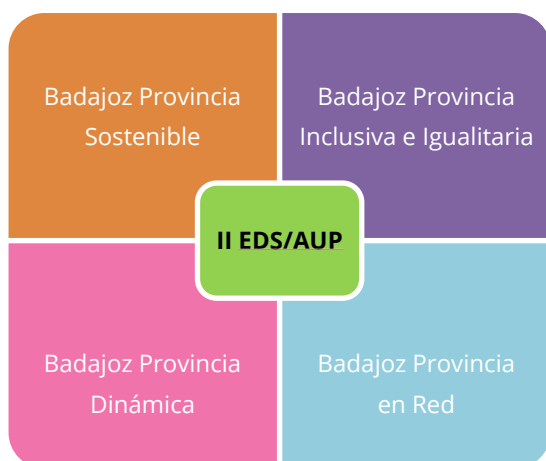 Badajoz Provincia
Sostenible
Badajoz Provincia
Inclusiva e Igualitaria
II EDS/AUP
Badajoz Provincia
Dinámica
Badajoz Provincia
en Red